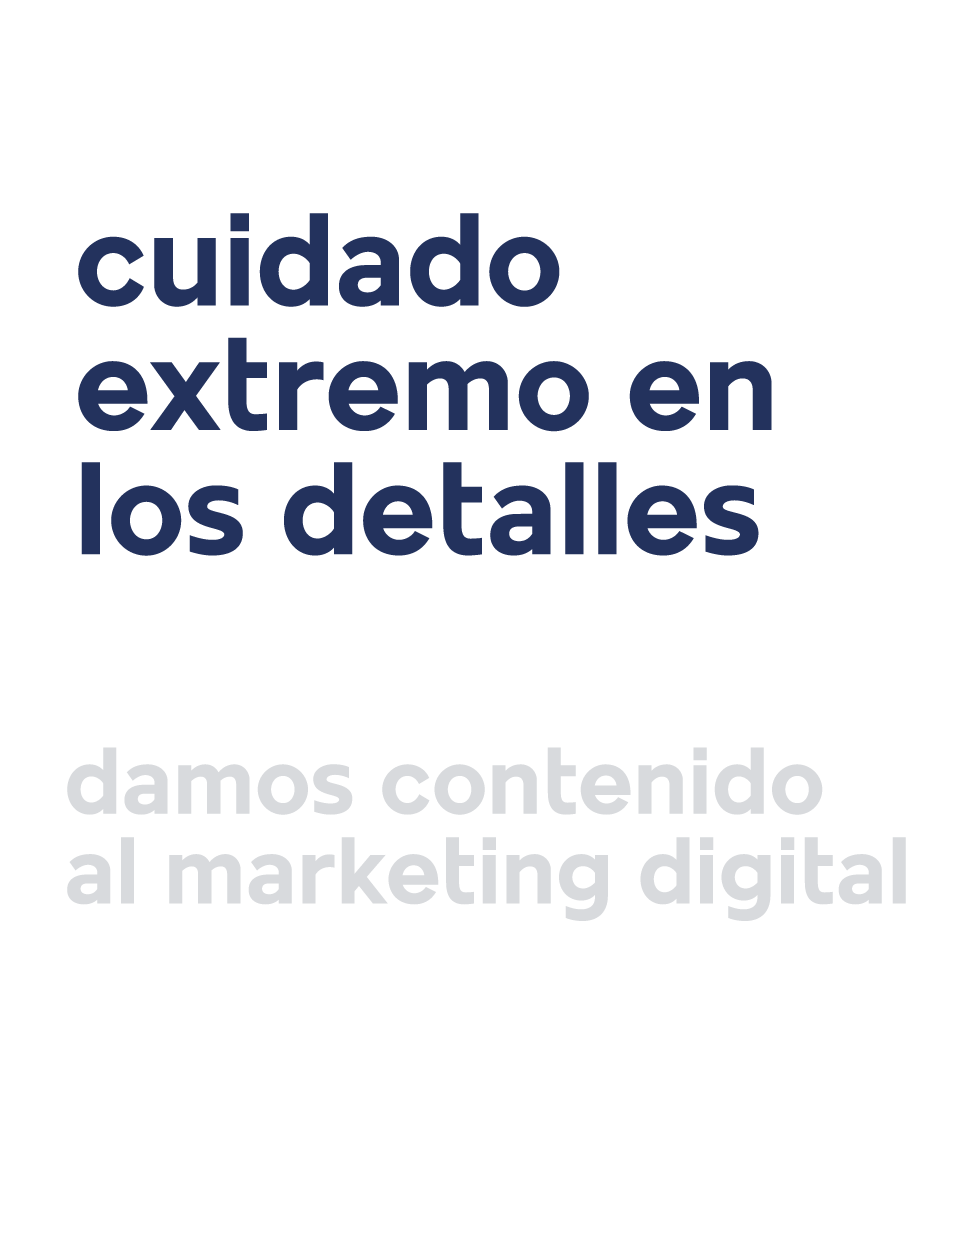 cuidado
extremo en
los detalles
damos contenido
al marketing digital